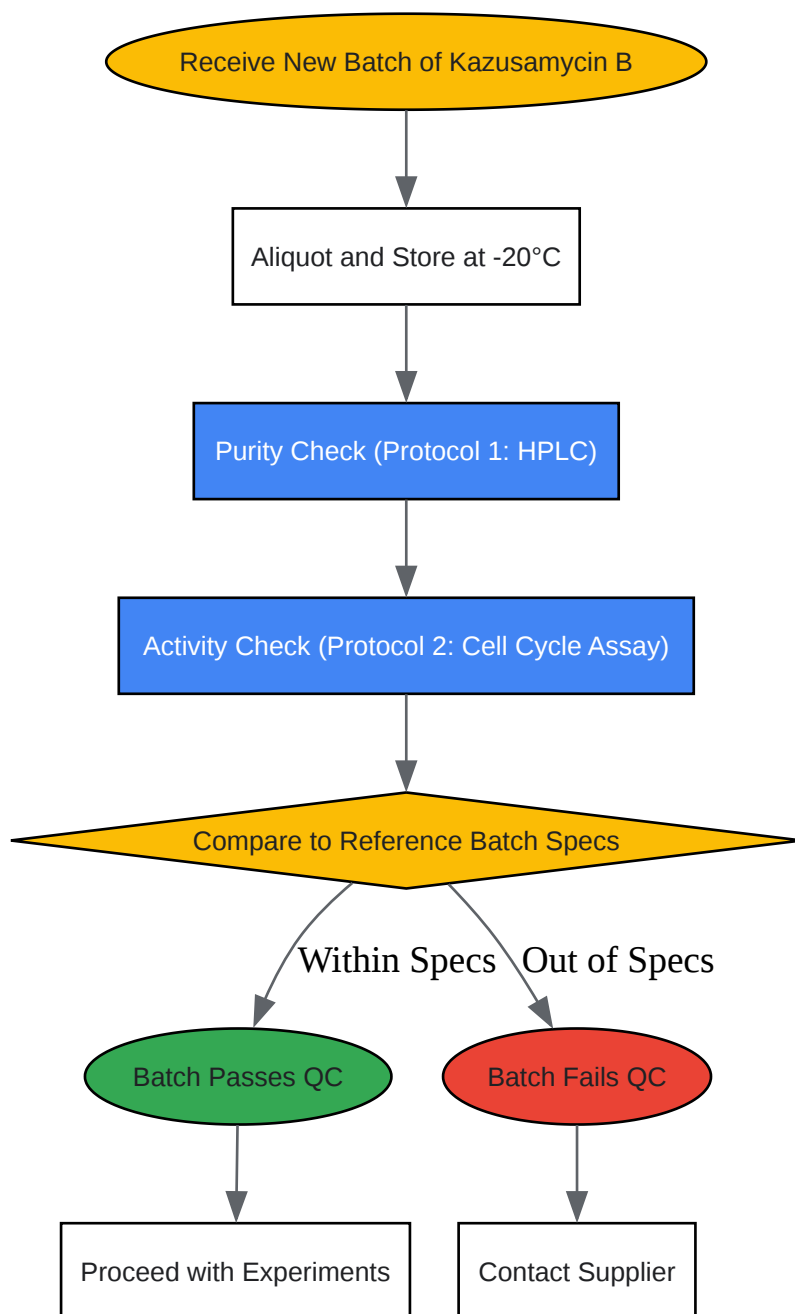 Receive New Batch of Kazusamycin B
Aliquot and Store at -20°C
Purity Check (Protocol 1: HPLC)
Activity Check (Protocol 2: Cell Cycle Assay)
Compare to Reference Batch Specs
Within Specs
Out of Specs
Batch Passes QC
Batch Fails QC
Proceed with Experiments
Contact Supplier